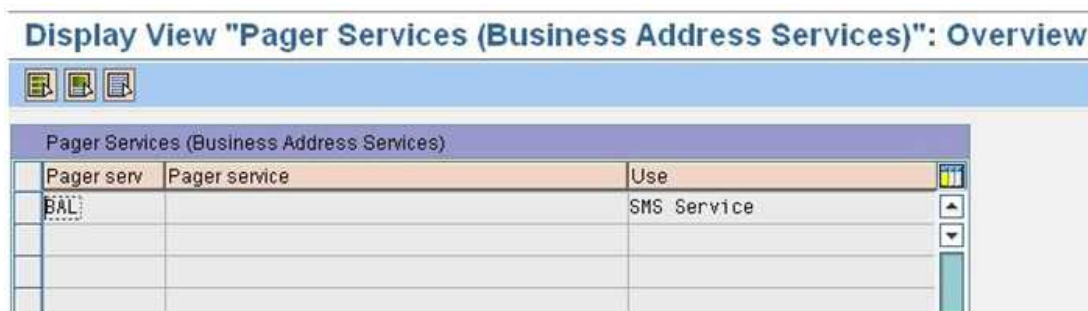 Display View "Pager Services (Business Address Services)": Overview
Pager Services (Business Address Services)
Pager serv Pager service Use
BAL SMS Service